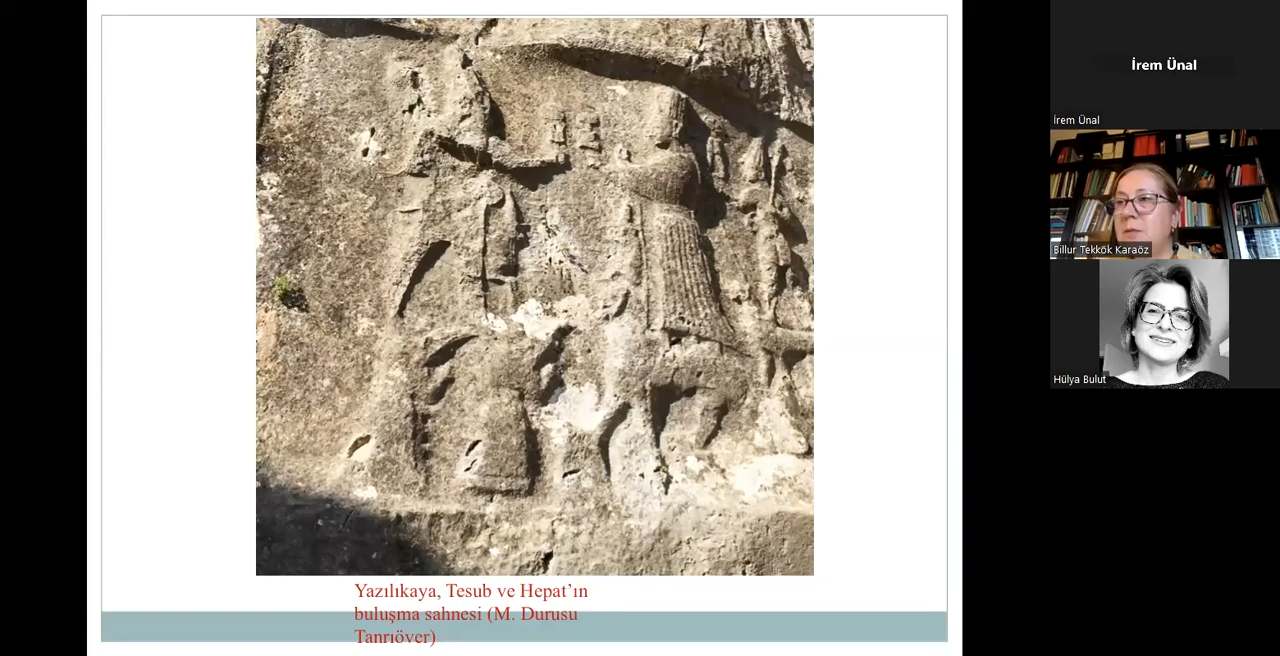 Yazılıkaya, Tesub ve Hepat’ın
buluşma sahnesi (M. Durusu
Tanrıöver)
İrem Ünal
İrem Ünal
Billur Tekkök Karaöz
Hülya Bulut